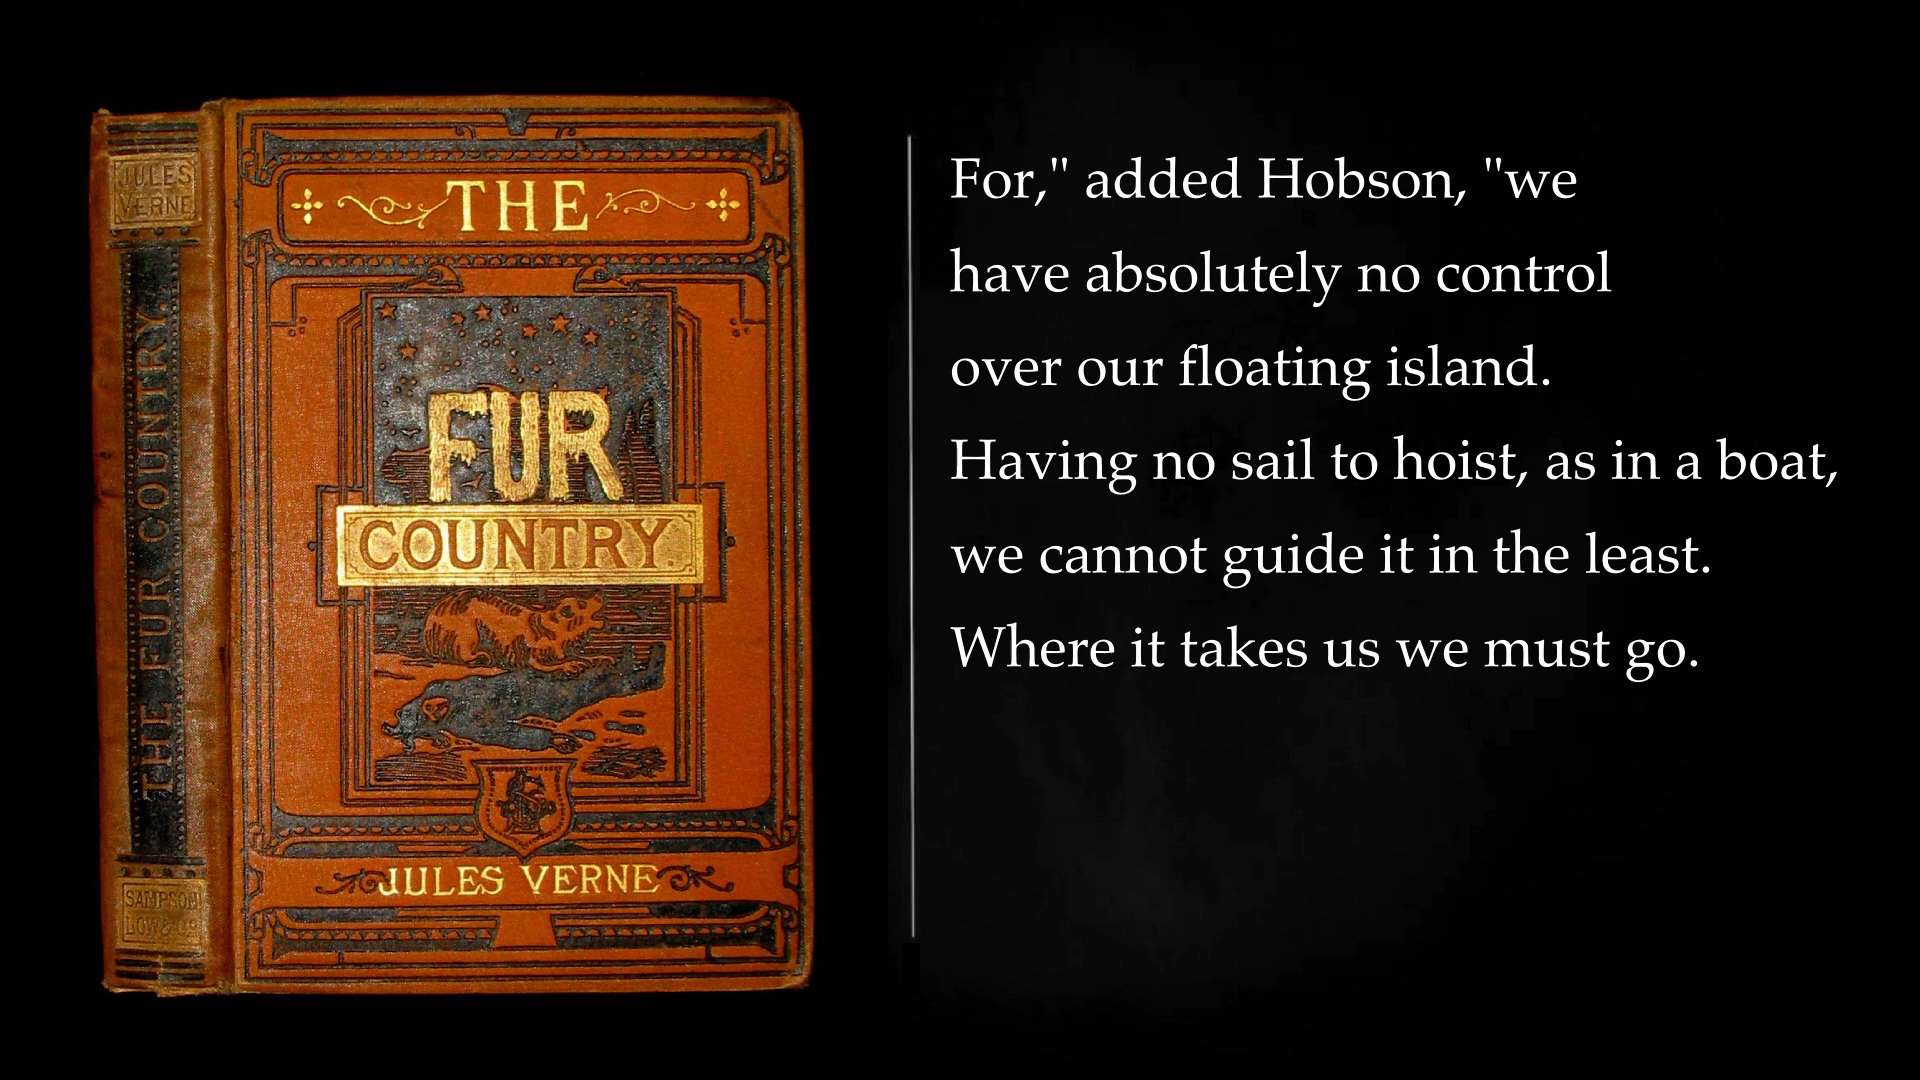 JULES
VERNE
THE FUR COUNTRY.
SAMPSON
LOW & Co
THE
FUR
COUNTRY.
JULES VERNE
For," added Hobson, "we
have absolutely no control
over our floating island.
Having no sail to hoist, as in a boat,
we cannot guide it in the least.
Where it takes us we must go.